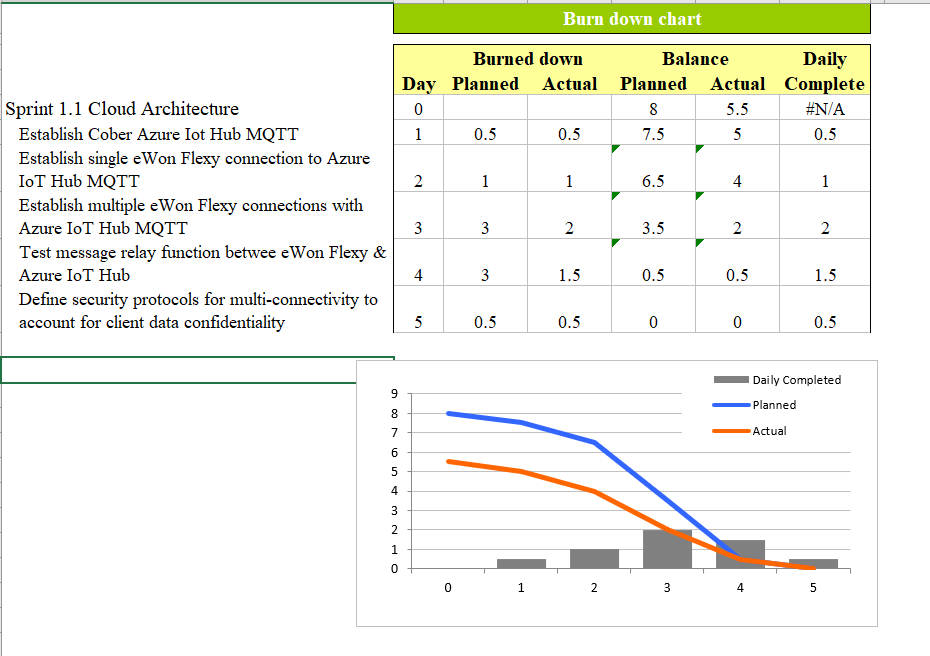 Burn down chart
Burned down Balance Daily
Day Planned Actual Planned Actual Complete
Sprint 1.1 Cloud Architecture 0 8 5.5 #N/A
Establish Cober Azure Iot Hub MQTT 1 0.5 0.5 7.5 5 0.5
Establish single eWon Flexy connection to Azure
IoT Hub MQTT 2 1 1 6.5 4 1
Establish multiple eWon Flexy connections with
Azure IoT Hub MQTT 3 3 2 3.5 2 2
Test message relay function betwee eWon Flexy &
Azure IoT Hub 4 3 1.5 0.5 0.5 1.5
Define security protocols for multi-connectivity to
account for client data confidentiality 5 0.5 0.5 0 0 0.5
Daily Completed
Planned
Actual
9
8
7
6
5
4
3
2
1
0
0 1 2 3 4 5